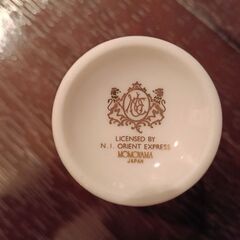 LICENSED BY
N.I. ORIENT EXPRESS
MOMOYAMA
JAPAN